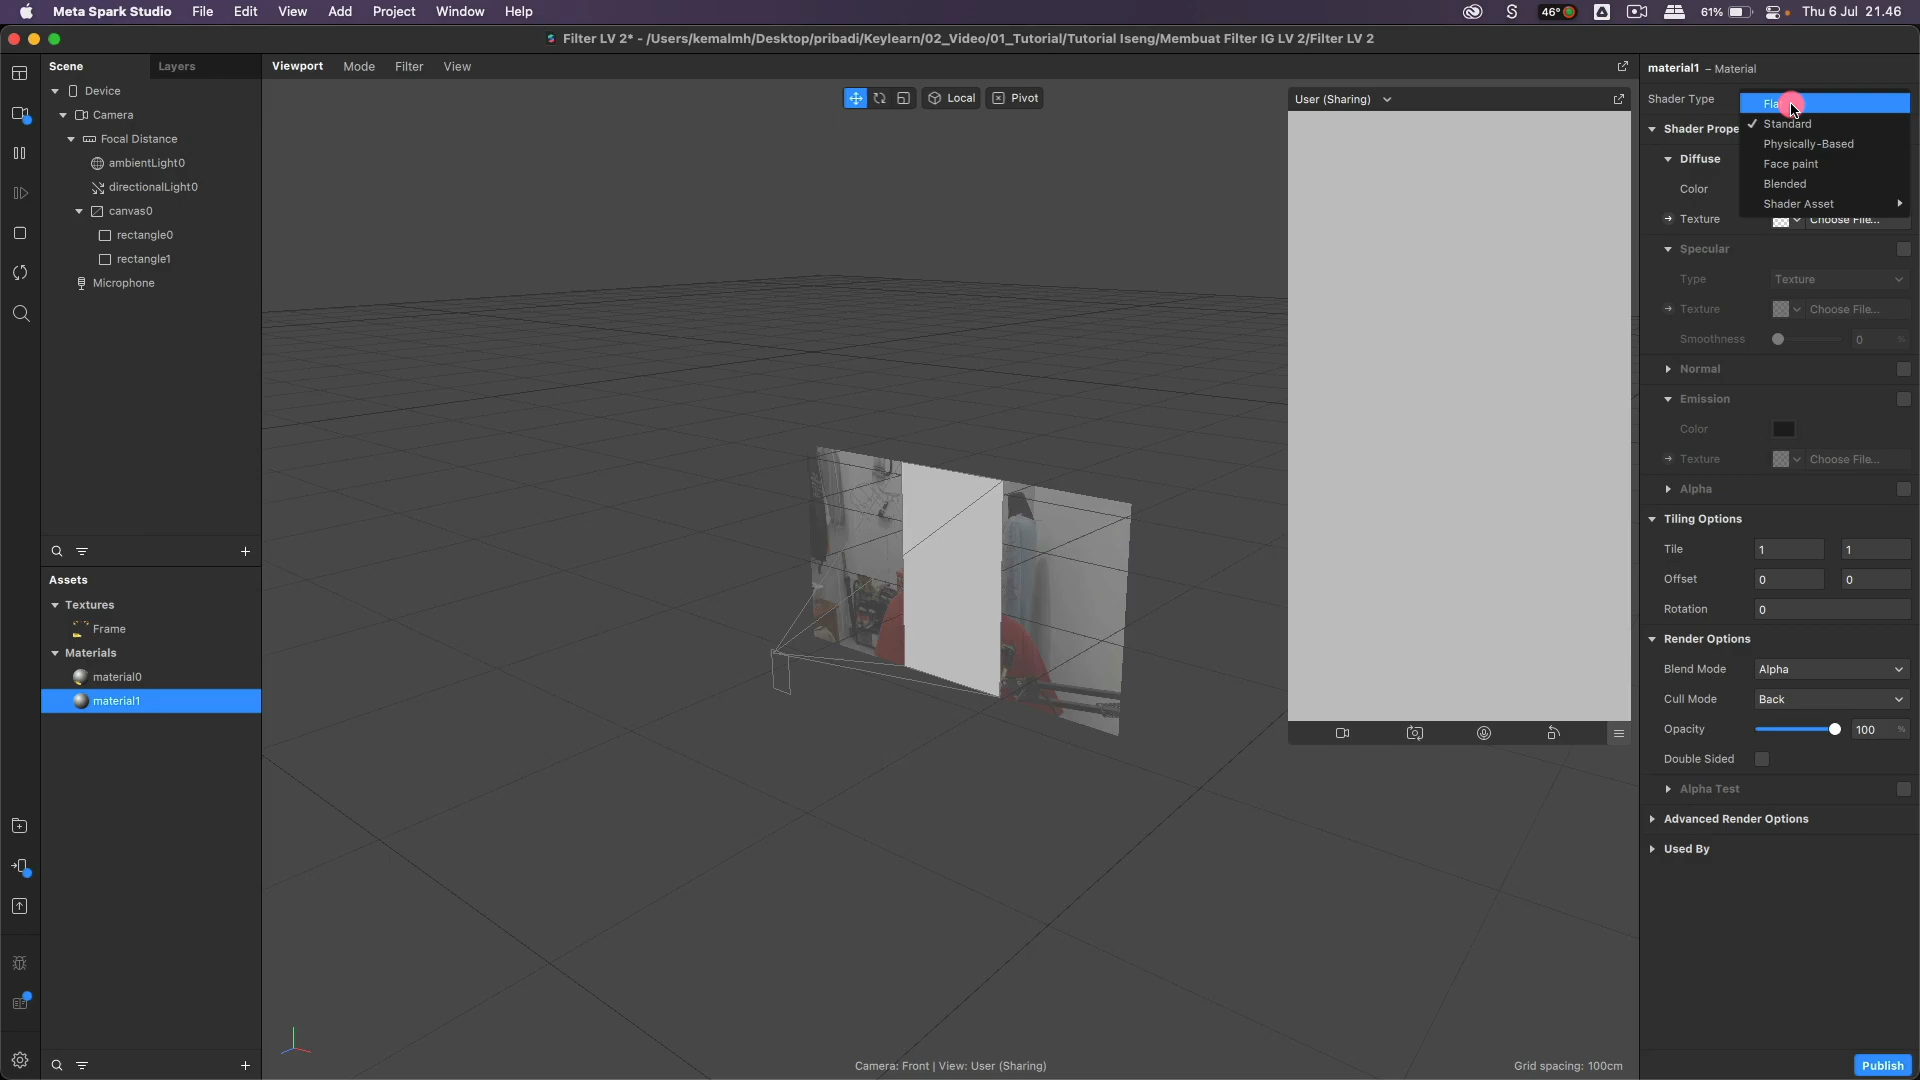 Meta Spark Studio File Edit View Add Project Window Help
46° 61% Thu 6 Jul 21.46
Filter LV 2* - /Users/kemalmh/Desktop/pribadi/Keylearn/02_Video/01_Tutorial/Tutorial Iseng/Membuat Filter IG LV 2/Filter LV 2
Scene Layers
Device
Camera
Focal Distance
ambientLight0
directionalLight0
canvas0
rectangle0
rectangle1
Microphone
Assets
Textures
Frame
Materials
material0
material1
Viewport Mode Filter View
Local Pivot
User (Sharing)
Camera: Front | View: User (Sharing)
Grid spacing: 100cm
material1 – Material
Shader Type
Standard
Physically-Based
Face paint
Blended
Shader Asset
Diffuse
Color
Texture Choose File...
Specular
Type Texture
Texture Choose File...
Smoothness 0 %
Normal
Emission
Color
Texture Choose File...
Alpha
Tiling Options
Tile 1 1
Offset 0 0
Rotation 0
Render Options
Blend Mode Alpha
Cull Mode Back
Opacity 100 %
Double Sided
Alpha Test
Advanced Render Options
Used By
Publish